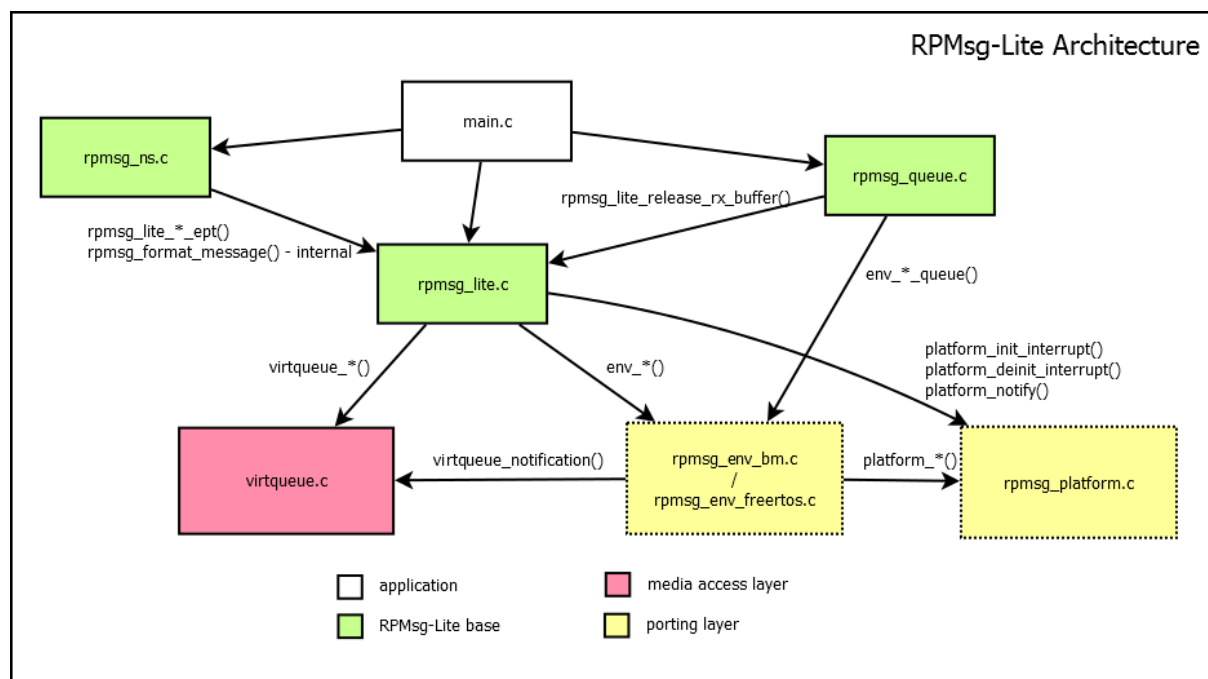 RPMsg-Lite Architecture
main.c
rpmsg_ns.c
rpmsg_queue.c
rpmsg_lite_release_rx_buffer()
rpmsg_lite_*_ept()
rpmsg_format_message() - internal
rpmsg_lite.c
env_*_queue()
virtqueue_*()
env_*()
platform_init_interrupt()
platform_deinit_interrupt()
platform_notify()
virtqueue.c
virtqueue_notification()
rpmsg_env_bm.c
/
rpmsg_env_freertos.c
platform_*()
rpmsg_platform.c
application
media access layer
RPMsg-Lite base
porting layer